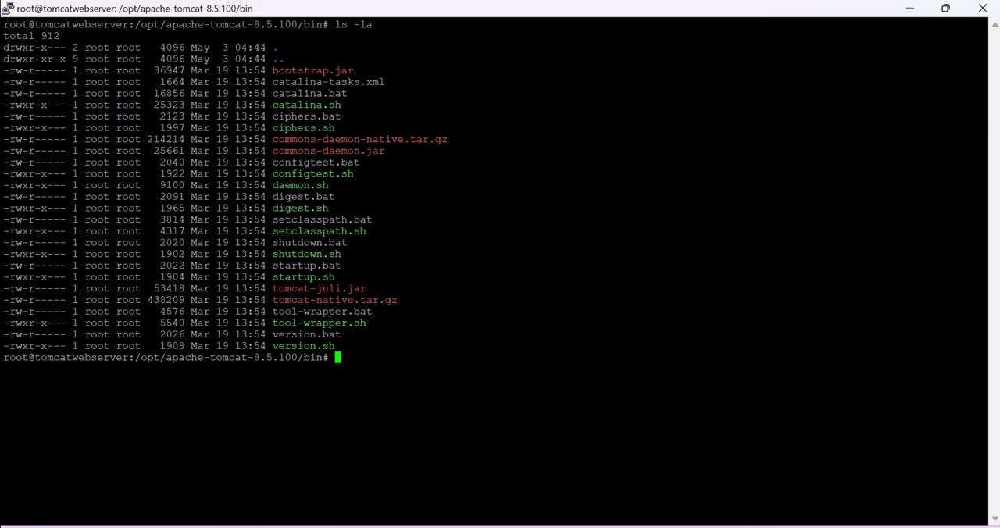 root@tomcatwebserver: /opt/apache-tomcat-8.5.100/bin
root@tomcatwebserver:/opt/apache-tomcat-8.5.100/bin# ls -la
total 912
drwxr-x--- 2 root root   4096 May  3 04:44 .
drwxr-xr-x 9 root root   4096 May  3 04:44 ..
-rw-r----- 1 root root  36947 Mar 19 13:54 bootstrap.jar
-rw-r----- 1 root root   1664 Mar 19 13:54 catalina-tasks.xml
-rw-r----- 1 root root  16856 Mar 19 13:54 catalina.bat
-rwxr-x--- 1 root root  25323 Mar 19 13:54 catalina.sh
-rw-r----- 1 root root   2123 Mar 19 13:54 ciphers.bat
-rwxr-x--- 1 root root   1997 Mar 19 13:54 ciphers.sh
-rw-r----- 1 root root 214214 Mar 19 13:54 commons-daemon-native.tar.gz
-rw-r----- 1 root root  25661 Mar 19 13:54 commons-daemon.jar
-rw-r----- 1 root root   2040 Mar 19 13:54 configtest.bat
-rwxr-x--- 1 root root   1922 Mar 19 13:54 configtest.sh
-rwxr-x--- 1 root root   9100 Mar 19 13:54 daemon.sh
-rw-r----- 1 root root   2091 Mar 19 13:54 digest.bat
-rwxr-x--- 1 root root   1965 Mar 19 13:54 digest.sh
-rw-r----- 1 root root   3814 Mar 19 13:54 setclasspath.bat
-rwxr-x--- 1 root root   4317 Mar 19 13:54 setclasspath.sh
-rw-r----- 1 root root   2020 Mar 19 13:54 shutdown.bat
-rwxr-x--- 1 root root   1902 Mar 19 13:54 shutdown.sh
-rw-r----- 1 root root   2022 Mar 19 13:54 startup.bat
-rwxr-x--- 1 root root   1904 Mar 19 13:54 startup.sh
-rw-r----- 1 root root  53418 Mar 19 13:54 tomcat-juli.jar
-rw-r----- 1 root root 438209 Mar 19 13:54 tomcat-native.tar.gz
-rw-r----- 1 root root   4576 Mar 19 13:54 tool-wrapper.bat
-rwxr-x--- 1 root root   5540 Mar 19 13:54 tool-wrapper.sh
-rw-r----- 1 root root   2026 Mar 19 13:54 version.bat
-rwxr-x--- 1 root root   1908 Mar 19 13:54 version.sh
root@tomcatwebserver:/opt/apache-tomcat-8.5.100/bin#